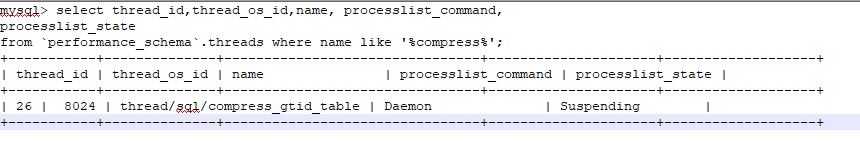 mysql> select thread_id,thread_os_id,name, processlist_command,
processlist_state
from `performance_schema`.threads where name like '%compress%';
+-----------+--------------+--------------------------------+---------------------+-------------------+
| thread_id | thread_os_id | name | processlist_command | processlist_state |
+-----------+--------------+--------------------------------+---------------------+-------------------+
| 26 | 8024 | thread/sql/compress_gtid_table | Daemon | Suspending |
+-----------+--------------+--------------------------------+---------------------+-------------------+